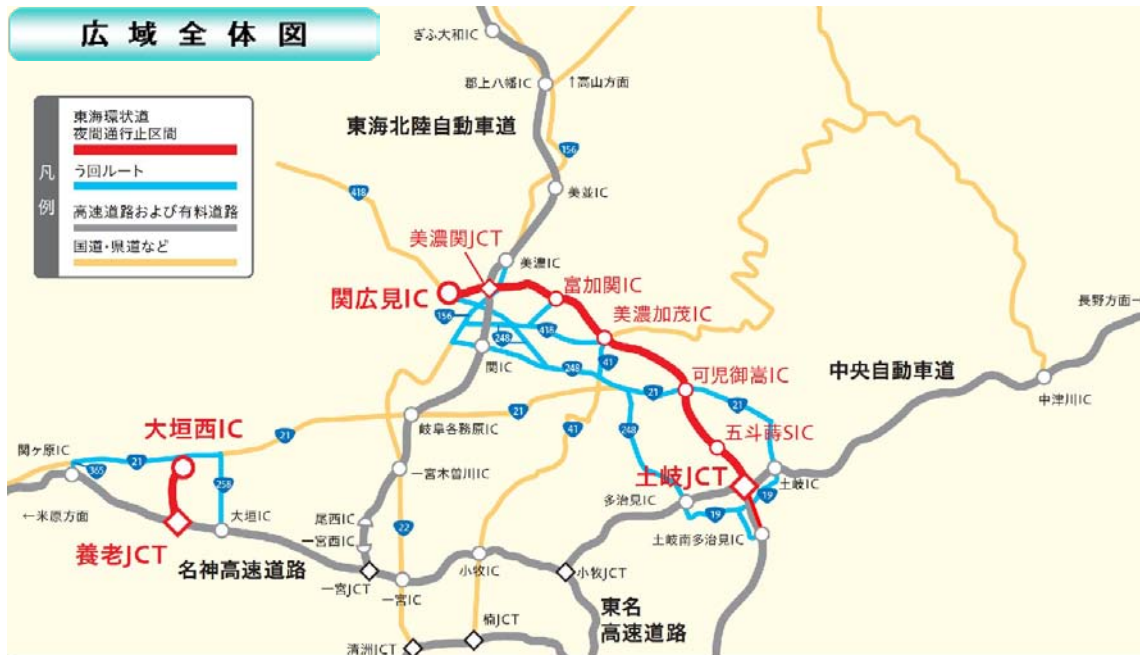 広域全体図
凡例
東海環状道
夜間通行止区間
う回ルート
高速道路および有料道路
国道・県道など
ぎふ大和IC
郡上八幡IC
↑高山方面
東海北陸自動車道
156
418
美並IC
美濃関JCT
美濃IC
関広見IC
富加関IC
美濃加茂IC
長野方面→
156
418
248
41
関IC
248
可児御嵩IC
中央自動車道
21
21
中津川IC
大垣西IC
21
岐阜各務原IC
21
41
248
五斗蒔SIC
関ヶ原IC
365
21
258
一宮木曽川IC
土岐JCT
土岐IC
←米原方面
大垣IC
尾西IC
多治見IC
19
19
養老JCT
一宮西IC
22
土岐南多治見IC
名神高速道路
小牧IC
小牧JCT
一宮JCT
一宮IC
東名
高速道路
楠JCT
清洲JCT